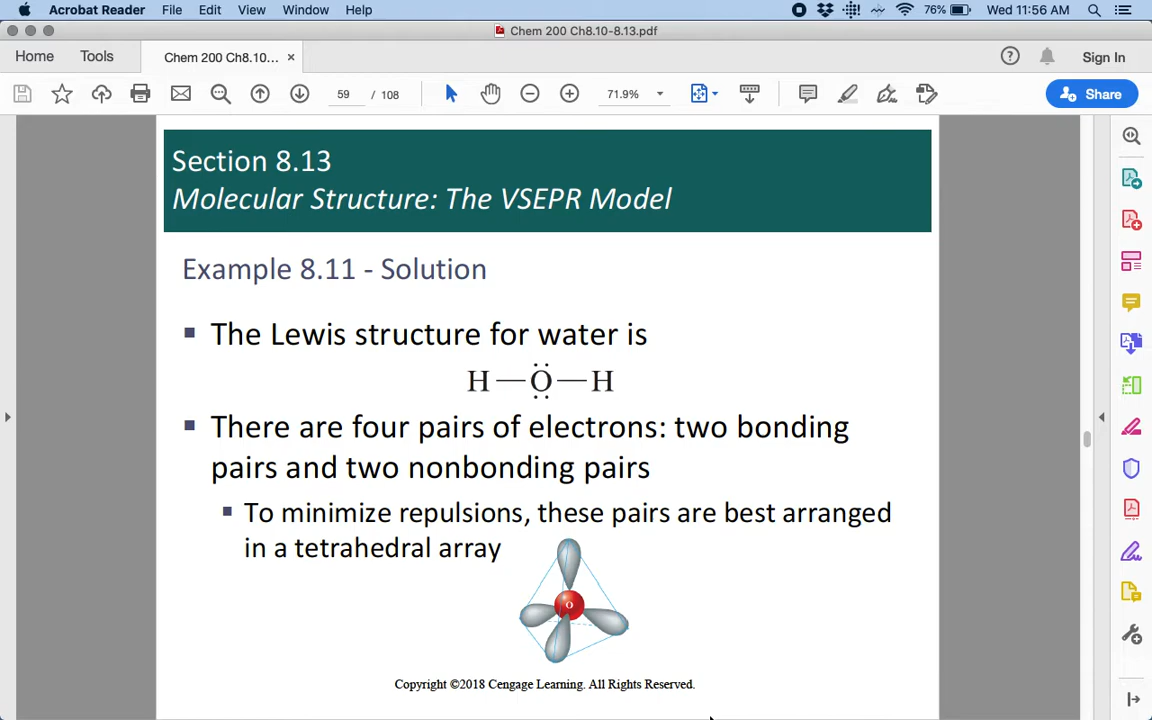 Acrobat Reader File Edit View Window Help 76% Wed 11:56 AM
Chem 200 Ch8.10-8.13.pdf
Home Tools Chem 200 Ch8.10... × Sign In
59 / 108 71.9% Share
Section 8.13
Molecular Structure: The VSEPR Model
Example 8.11 - Solution
The Lewis structure for water is
H — Ö — H
There are four pairs of electrons: two bonding
pairs and two nonbonding pairs
To minimize repulsions, these pairs are best arranged
in a tetrahedral array
O
Copyright ©2018 Cengage Learning. All Rights Reserved.